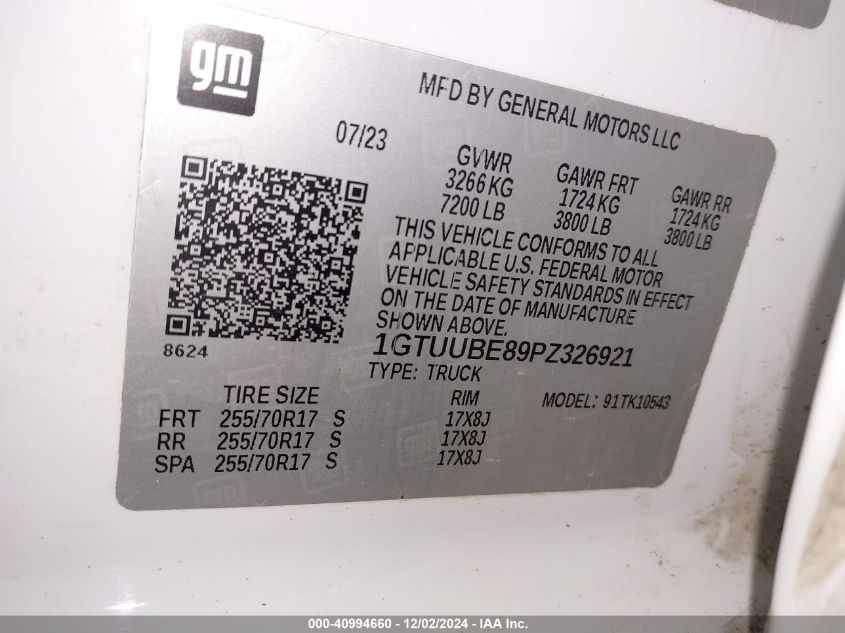 gm
MFD BY GENERAL MOTORS LLC
07/23
GVWR GAWR FRT GAWR RR
3266 KG 1724 KG 1724 KG
7200 LB 3800 LB 3800 LB
THIS VEHICLE CONFORMS TO ALL
APPLICABLE U.S. FEDERAL MOTOR
VEHICLE SAFETY STANDARDS IN EFFECT
ON THE DATE OF MANUFACTURE
SHOWN ABOVE.
8624
1GTUUBE89PZ326921
TYPE: TRUCK
TIRE SIZE RIM MODEL: 91TK10543
FRT 255/70R17 S 17X8J
RR 255/70R17 S 17X8J
SPA 255/70R17 S 17X8J
000-40994660 - 12/02/2024 - IAA Inc.